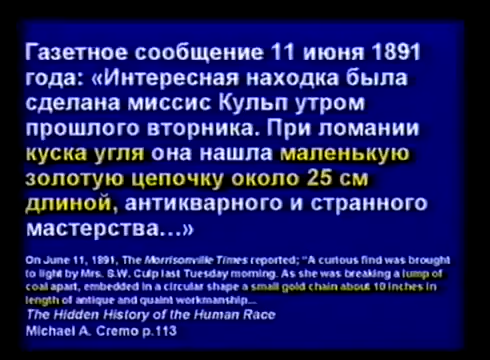 Газетное сообщение 11 июня 1891
года: «Интересная находка была
сделана миссис Кульп утром
прошлого вторника. При ломании
куска угля она нашла маленькую
золотую цепочку около 25 см
длиной, антикварного и странного
мастерства...»
On June 11, 1891, The Morrisonville Times reported; "A curious find was brought
to light by Mrs. S.W. Culp last Tuesday morning. As she was breaking a lump of
coal apart, embedded in a circular shape a small gold chain about 10 inches in
length of antique and quaint workmanship...
The Hidden History of the Human Race
Michael A. Cremo p.113